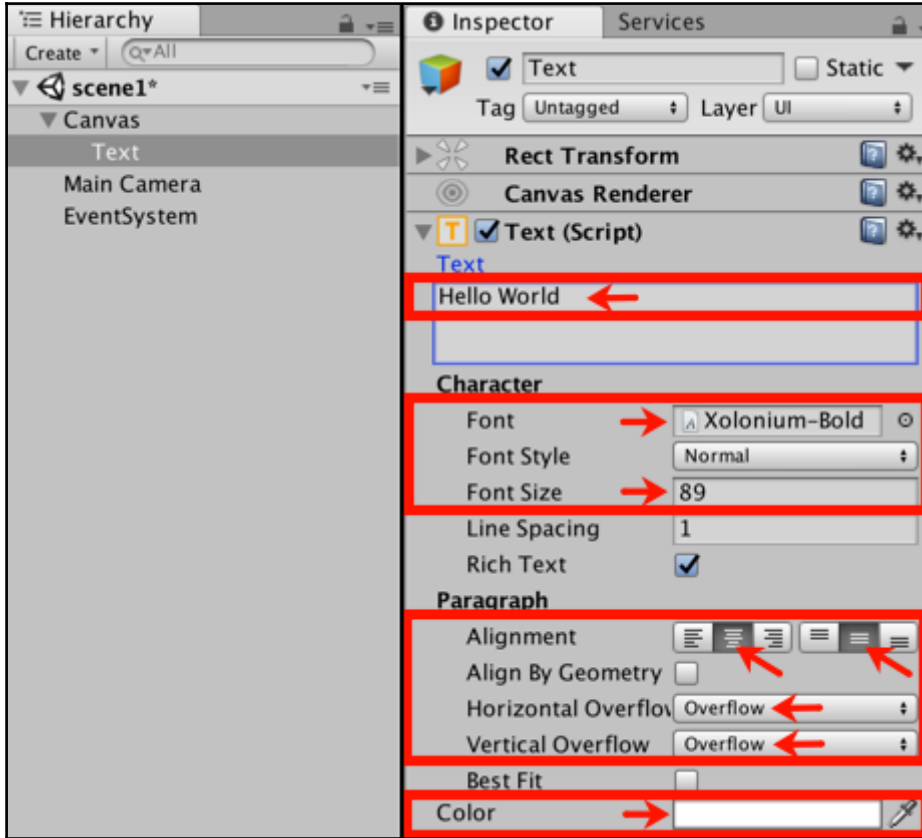 Hierarchy
Create All
scene1*
Canvas
Text
Main Camera
EventSystem
Inspector Services
Text Static
Tag Untagged Layer UI
Rect Transform
Canvas Renderer
T Text (Script)
Text
Hello World
Character
Font Xolonium-Bold
Font Style Normal
Font Size 89
Line Spacing 1
Rich Text
Paragraph
Alignment
Align By Geometry
Horizontal Overflow Overflow
Vertical Overflow Overflow
Best Fit
Color